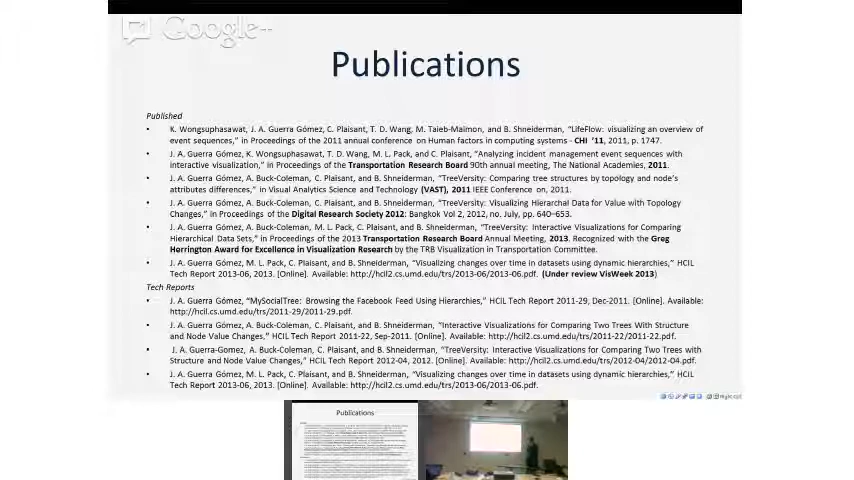 Google+
Publications
Published
• K. Wongsuphasawat, J. A. Guerra Gómez, C. Plaisant, T. D. Wang, M. Taieb-Maimon, and B. Shneiderman, “LifeFlow: visualizing an overview of
event sequences,” in Proceedings of the 2011 annual conference on Human factors in computing systems - CHI ’11, 2011, p. 1747.
• J. A. Guerra Gómez, K. Wongsuphasawat, T. D. Wang, M. L. Pack, and C. Plaisant, “Analyzing incident management event sequences with
interactive visualization,” in Proceedings of the Transportation Research Board 90th annual meeting, The National Academies, 2011.
• J. A. Guerra Gómez, A. Buck-Coleman, C. Plaisant, and B. Shneiderman, “TreeVersity: Comparing tree structures by topology and node’s
attributes differences,” in Visual Analytics Science and Technology (VAST), 2011 IEEE Conference on, 2011.
• J. A. Guerra Gómez, A. Buck-Coleman, C. Plaisant, and B. Shneiderman, “TreeVersity: Visualizing Hierarchal Data for Value with Topology
Changes,” in Proceedings of the Digital Research Society 2012: Bangkok Vol 2, 2012, no. July, pp. 640–653.
• J. A. Guerra Gómez, A. Buck-Coleman, M. L. Pack, C. Plaisant, and B. Shneiderman, “TreeVersity: Interactive Visualizations for Comparing
Hierarchical Data Sets,” in Proceedings of the 2013 Transportation Research Board Annual Meeting, 2013. Recognized with the Greg
Herrington Award for Excellence in Visualization Research by the TRB Visualization in Transportation Committee.
• J. A. Guerra Gómez, M. L. Pack, C. Plaisant, and B. Shneiderman, “Visualizing changes over time in datasets using dynamic hierarchies,” HCIL
Tech Report 2013-06, 2013. [Online]. Available: http://hcil2.cs.umd.edu/trs/2013-06/2013-06.pdf. (Under review VisWeek 2013)
Tech Reports
• J. A. Guerra Gómez, “MySocialTree: Browsing the Facebook Feed Using Hierarchies,” HCIL Tech Report 2011-29, Dec-2011. [Online]. Available:
http://hcil.cs.umd.edu/trs/2011-29/2011-29.pdf.
• J. A. Guerra Gómez, A. Buck-Coleman, C. Plaisant, and B. Shneiderman, “Interactive Visualizations for Comparing Two Trees With Structure
and Node Value Changes,” HCIL Tech Report 2011-22, Sep-2011. [Online]. Available: http://hcil.cs.umd.edu/trs/2011-22/2011-22.pdf.
• J. A. Guerra-Gomez, A. Buck-Coleman, C. Plaisant, and B. Shneiderman, “TreeVersity: Interactive Visualizations for Comparing Two Trees with
Structure and Node Value Changes,” HCIL Tech Report 2012-04, 2012. [Online]. Available: http://hcil2.cs.umd.edu/trs/2012-04/2012-04.pdf.
• J. A. Guerra Gómez, M. L. Pack, C. Plaisant, and B. Shneiderman, “Visualizing changes over time in datasets using dynamic hierarchies,” HCIL
Tech Report 2013-06, 2013. [Online]. Available: http://hcil2.cs.umd.edu/trs/2013-06/2013-06.pdf.
Publications